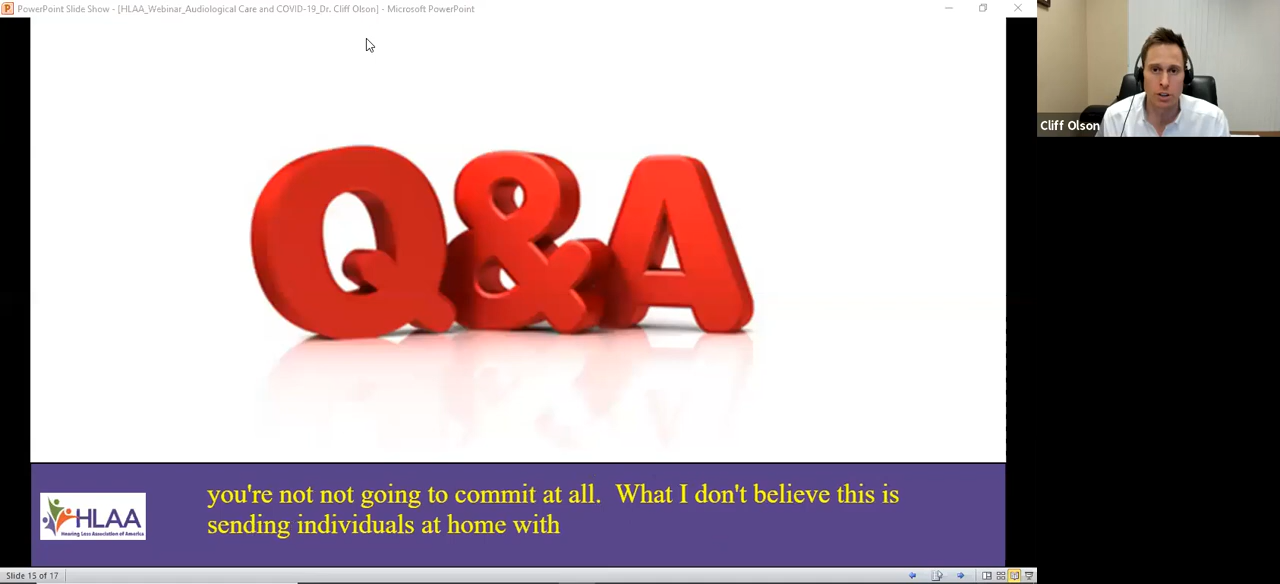 PowerPoint Slide Show - [HLAA_Webinar_Audiological Care and COVID-19_Dr. Cliff Olson] - Microsoft PowerPoint
Cliff Olson
Q&A
HLAA
Hearing Loss Association of America
you're not not going to commit at all.  What I don't believe this is
sending individuals at home with
Slide 15 of 17